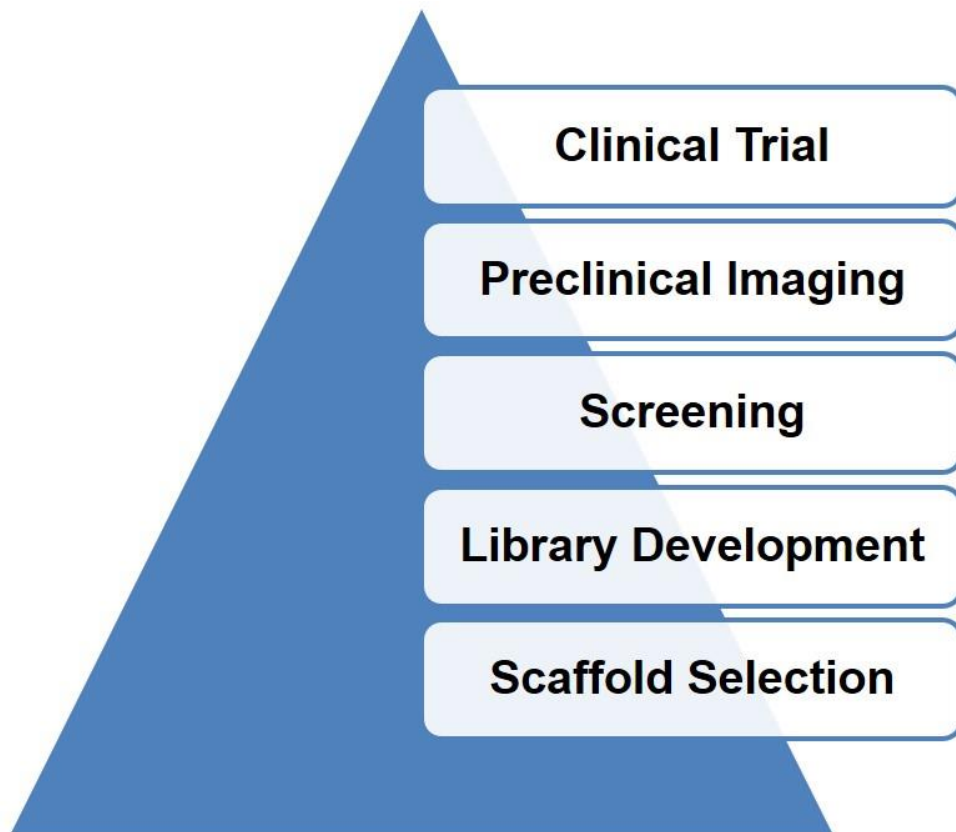 Clinical Trial
Preclinical Imaging
Screening
Library Development
Scaffold Selection